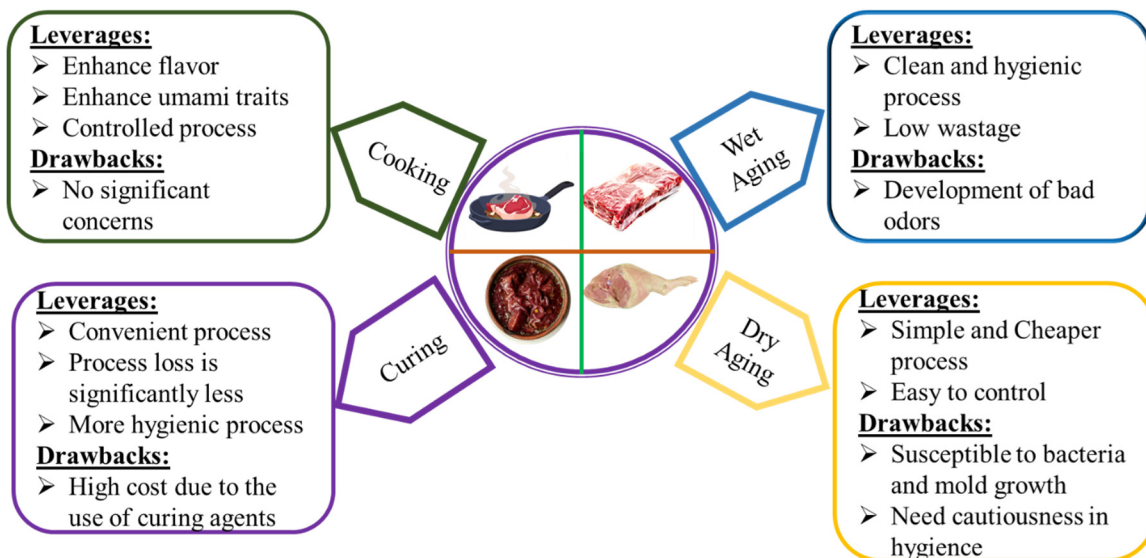 Leverages:
➤ Enhance flavor
➤ Enhance umami traits
➤ Controlled process
Drawbacks:
➤ No significant
concerns
Cooking
Wet
Aging
Leverages:
➤ Clean and hygienic
process
➤ Low wastage
Drawbacks:
➤ Development of bad
odors
Leverages:
➤ Convenient process
➤ Process loss is
significantly less
➤ More hygienic process
Drawbacks:
➤ High cost due to the
use of curing agents
Curing
Dry
Aging
Leverages:
➤ Simple and Cheaper
process
➤ Easy to control
Drawbacks:
➤ Susceptible to bacteria
and mold growth
➤ Need cautiousness in
hygience